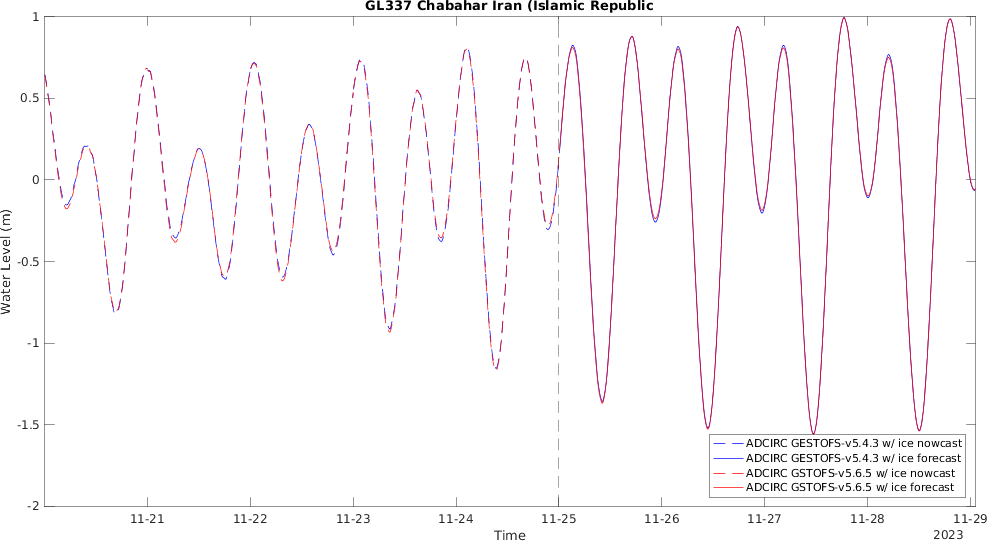 GL337 Chabahar Iran (Islamic Republic
1
0.5
0
-0.5
-1
-1.5
-2
Water Level (m)
11-21 11-22 11-23 11-24 11-25 11-26 11-27 11-28 11-29
Time
2023
ADCIRC GESTOFS-v5.4.3 w/ ice nowcast
ADCIRC GESTOFS-v5.4.3 w/ ice forecast
ADCIRC GSTOFS-v5.6.5 w/ ice nowcast
ADCIRC GSTOFS-v5.6.5 w/ ice forecast